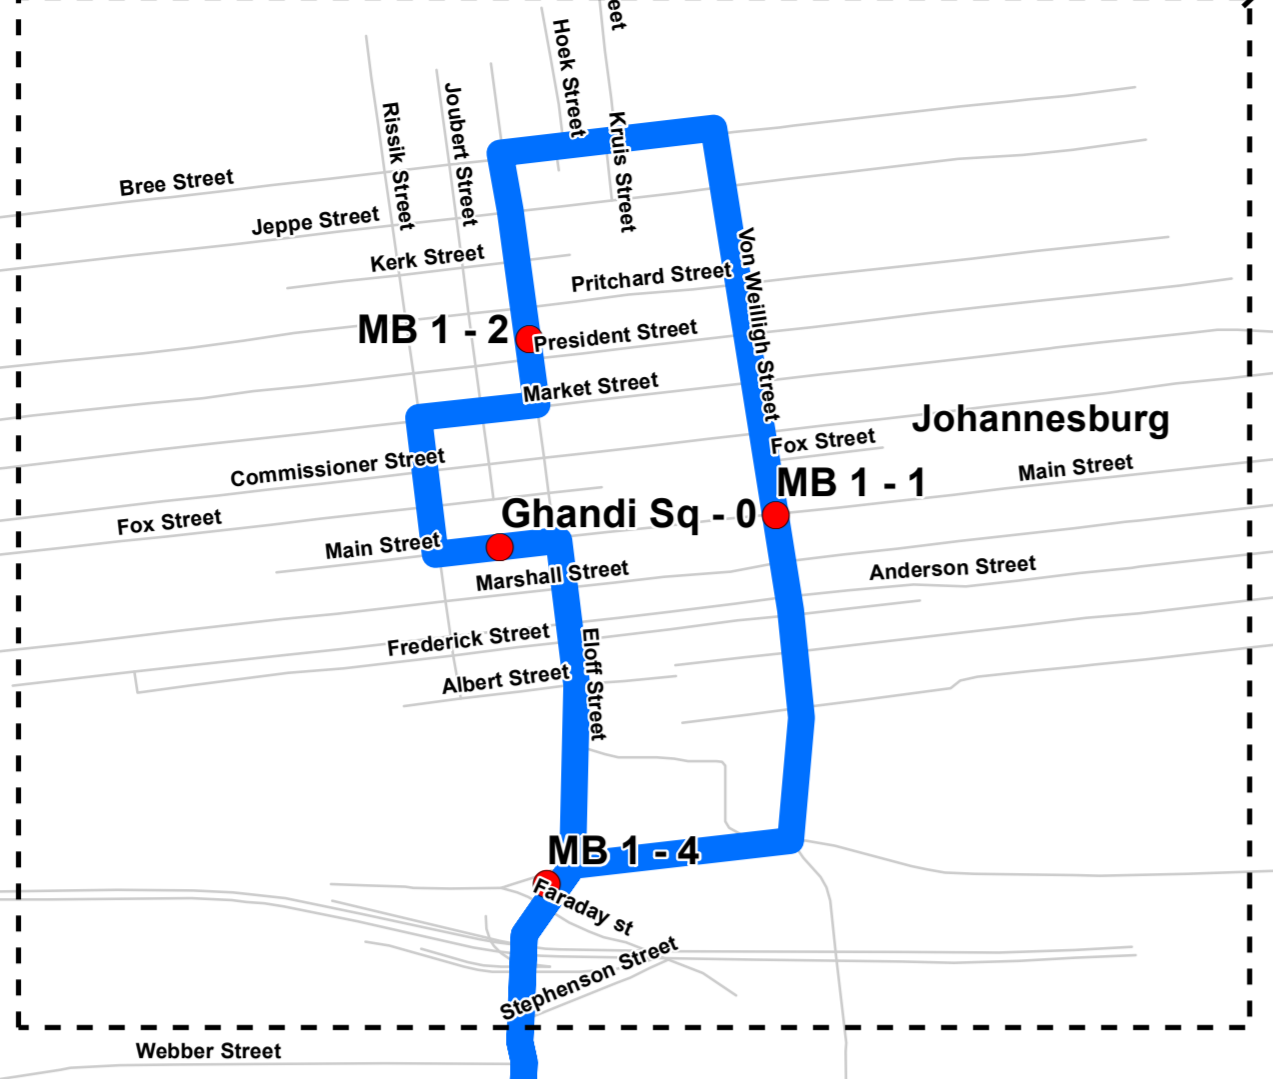 eet
Hoek Street
Joubert Street
Rissik Street
Kruis Street
Bree Street
Jeppe Street
Kerk Street
Pritchard Street
Von Weilligh Street
MB 1 - 2
President Street
Market Street
Johannesburg
Fox Street
Commissioner Street
Main Street
MB 1 - 1
Ghandi Sq - 0
Fox Street
Main Street
Marshall Street
Anderson Street
Frederick Street
Eloff Street
Albert Street
MB 1 - 4
Faraday st
Stephenson Street
Webber Street